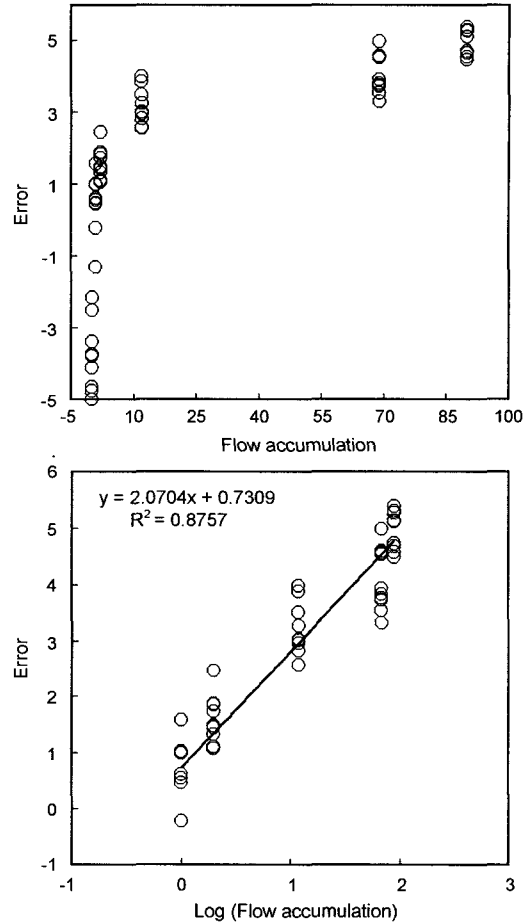 5
3
1
-1
-3
-5
Error
-5 10 25 40 55 70 85 100
Flow accumulation
6
5
4
3
2
1
0
-1
Error
y = 2.0704x + 0.7309
R² = 0.8757
-1 0 1 2 3
Log (Flow accumulation)